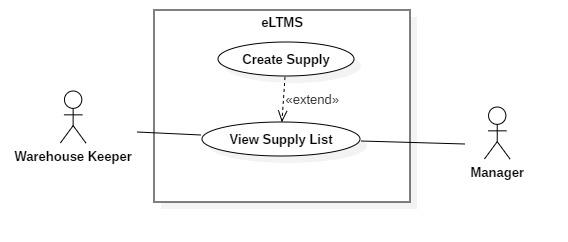 eLTMS
Create Supply
«extend»
View Supply List
Warehouse Keeper
Manager